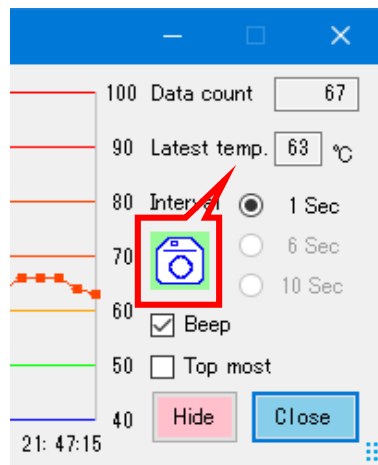 100 Data count 67
90 Latest temp. 63 ℃
80 Interval 1 Sec
70 6 Sec
10 Sec
60
Beep
50 Top most
40 Hide Close
21: 47:15